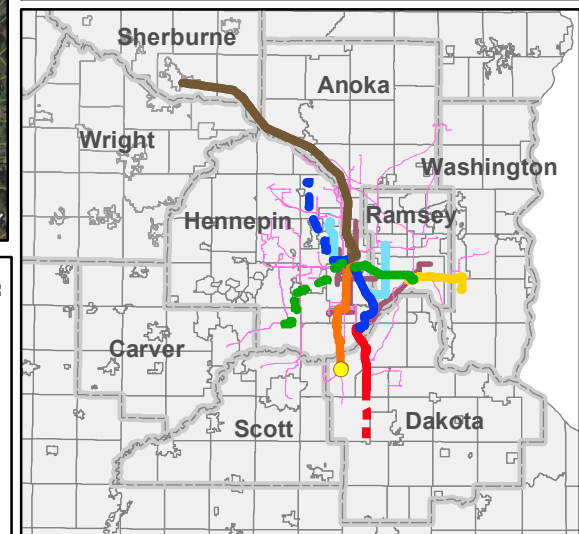 Sherburne
Anoka
Wright
Washington
Hennepin
Ramsey
Carver
Scott
Dakota